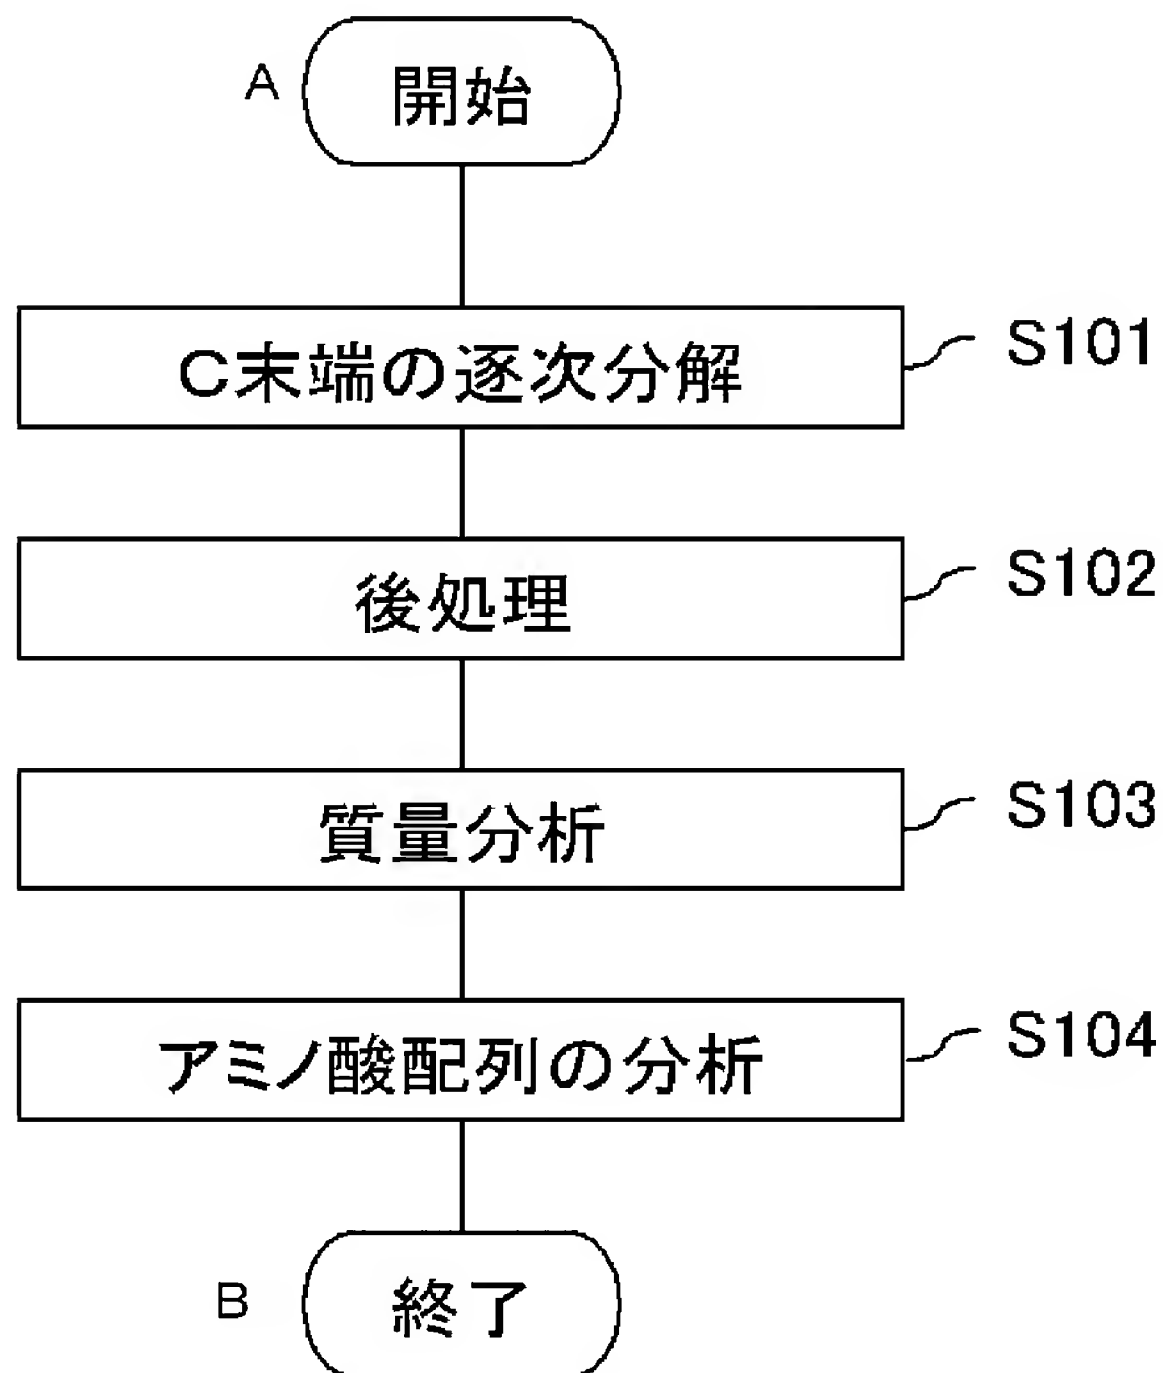 A
開始
C末端の逐次分解
S101
後処理
S102
質量分析
S103
アミノ酸配列の分析
S104
B
終了